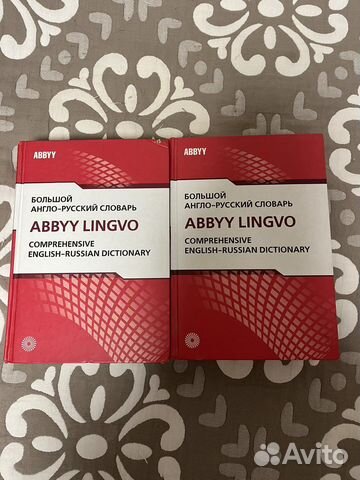 ABBYY
БОЛЬШОЙ
АНГЛО-РУССКИЙ СЛОВАРЬ
ABBYY LINGVO
COMPREHENSIVE
ENGLISH-RUSSIAN DICTIONARY
ABBYY
БОЛЬШОЙ
АНГЛО-РУССКИЙ СЛОВАРЬ
ABBYY LINGVO
COMPREHENSIVE
ENGLISH-RUSSIAN DICTIONARY
Avito